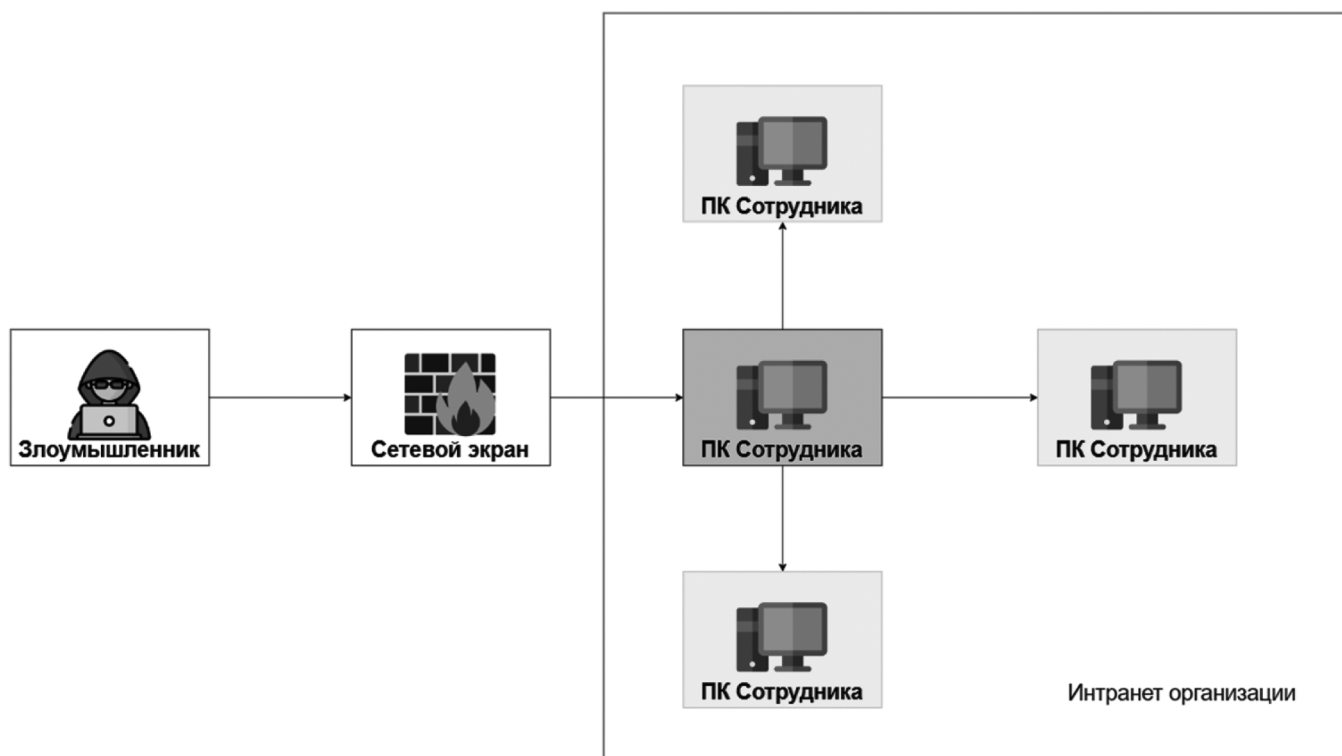 ПК Сотрудника
Злоумышленник
Сетевой экран
ПК Сотрудника
ПК Сотрудника
ПК Сотрудника
Интранет организации